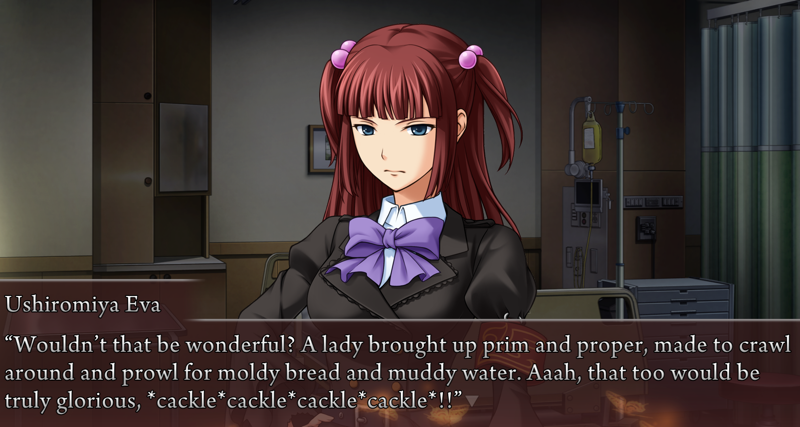 Ushiromiya Eva
“Wouldn’t that be wonderful? A lady brought up prim and proper, made to crawl
around and prowl for moldy bread and muddy water. Aaah, that too would be
truly glorious, *cackle*cackle*cackle*cackle*!!”